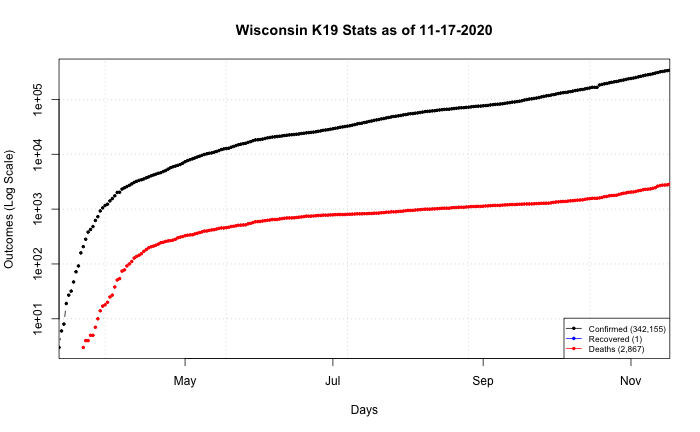 Wisconsin K19 Stats as of 11-17-2020
Outcomes (Log Scale)
1e+05
1e+04
1e+03
1e+02
1e+01
Confirmed (342,155)
Recovered (1)
Deaths (2,867)
May Jul Sep Nov
Days